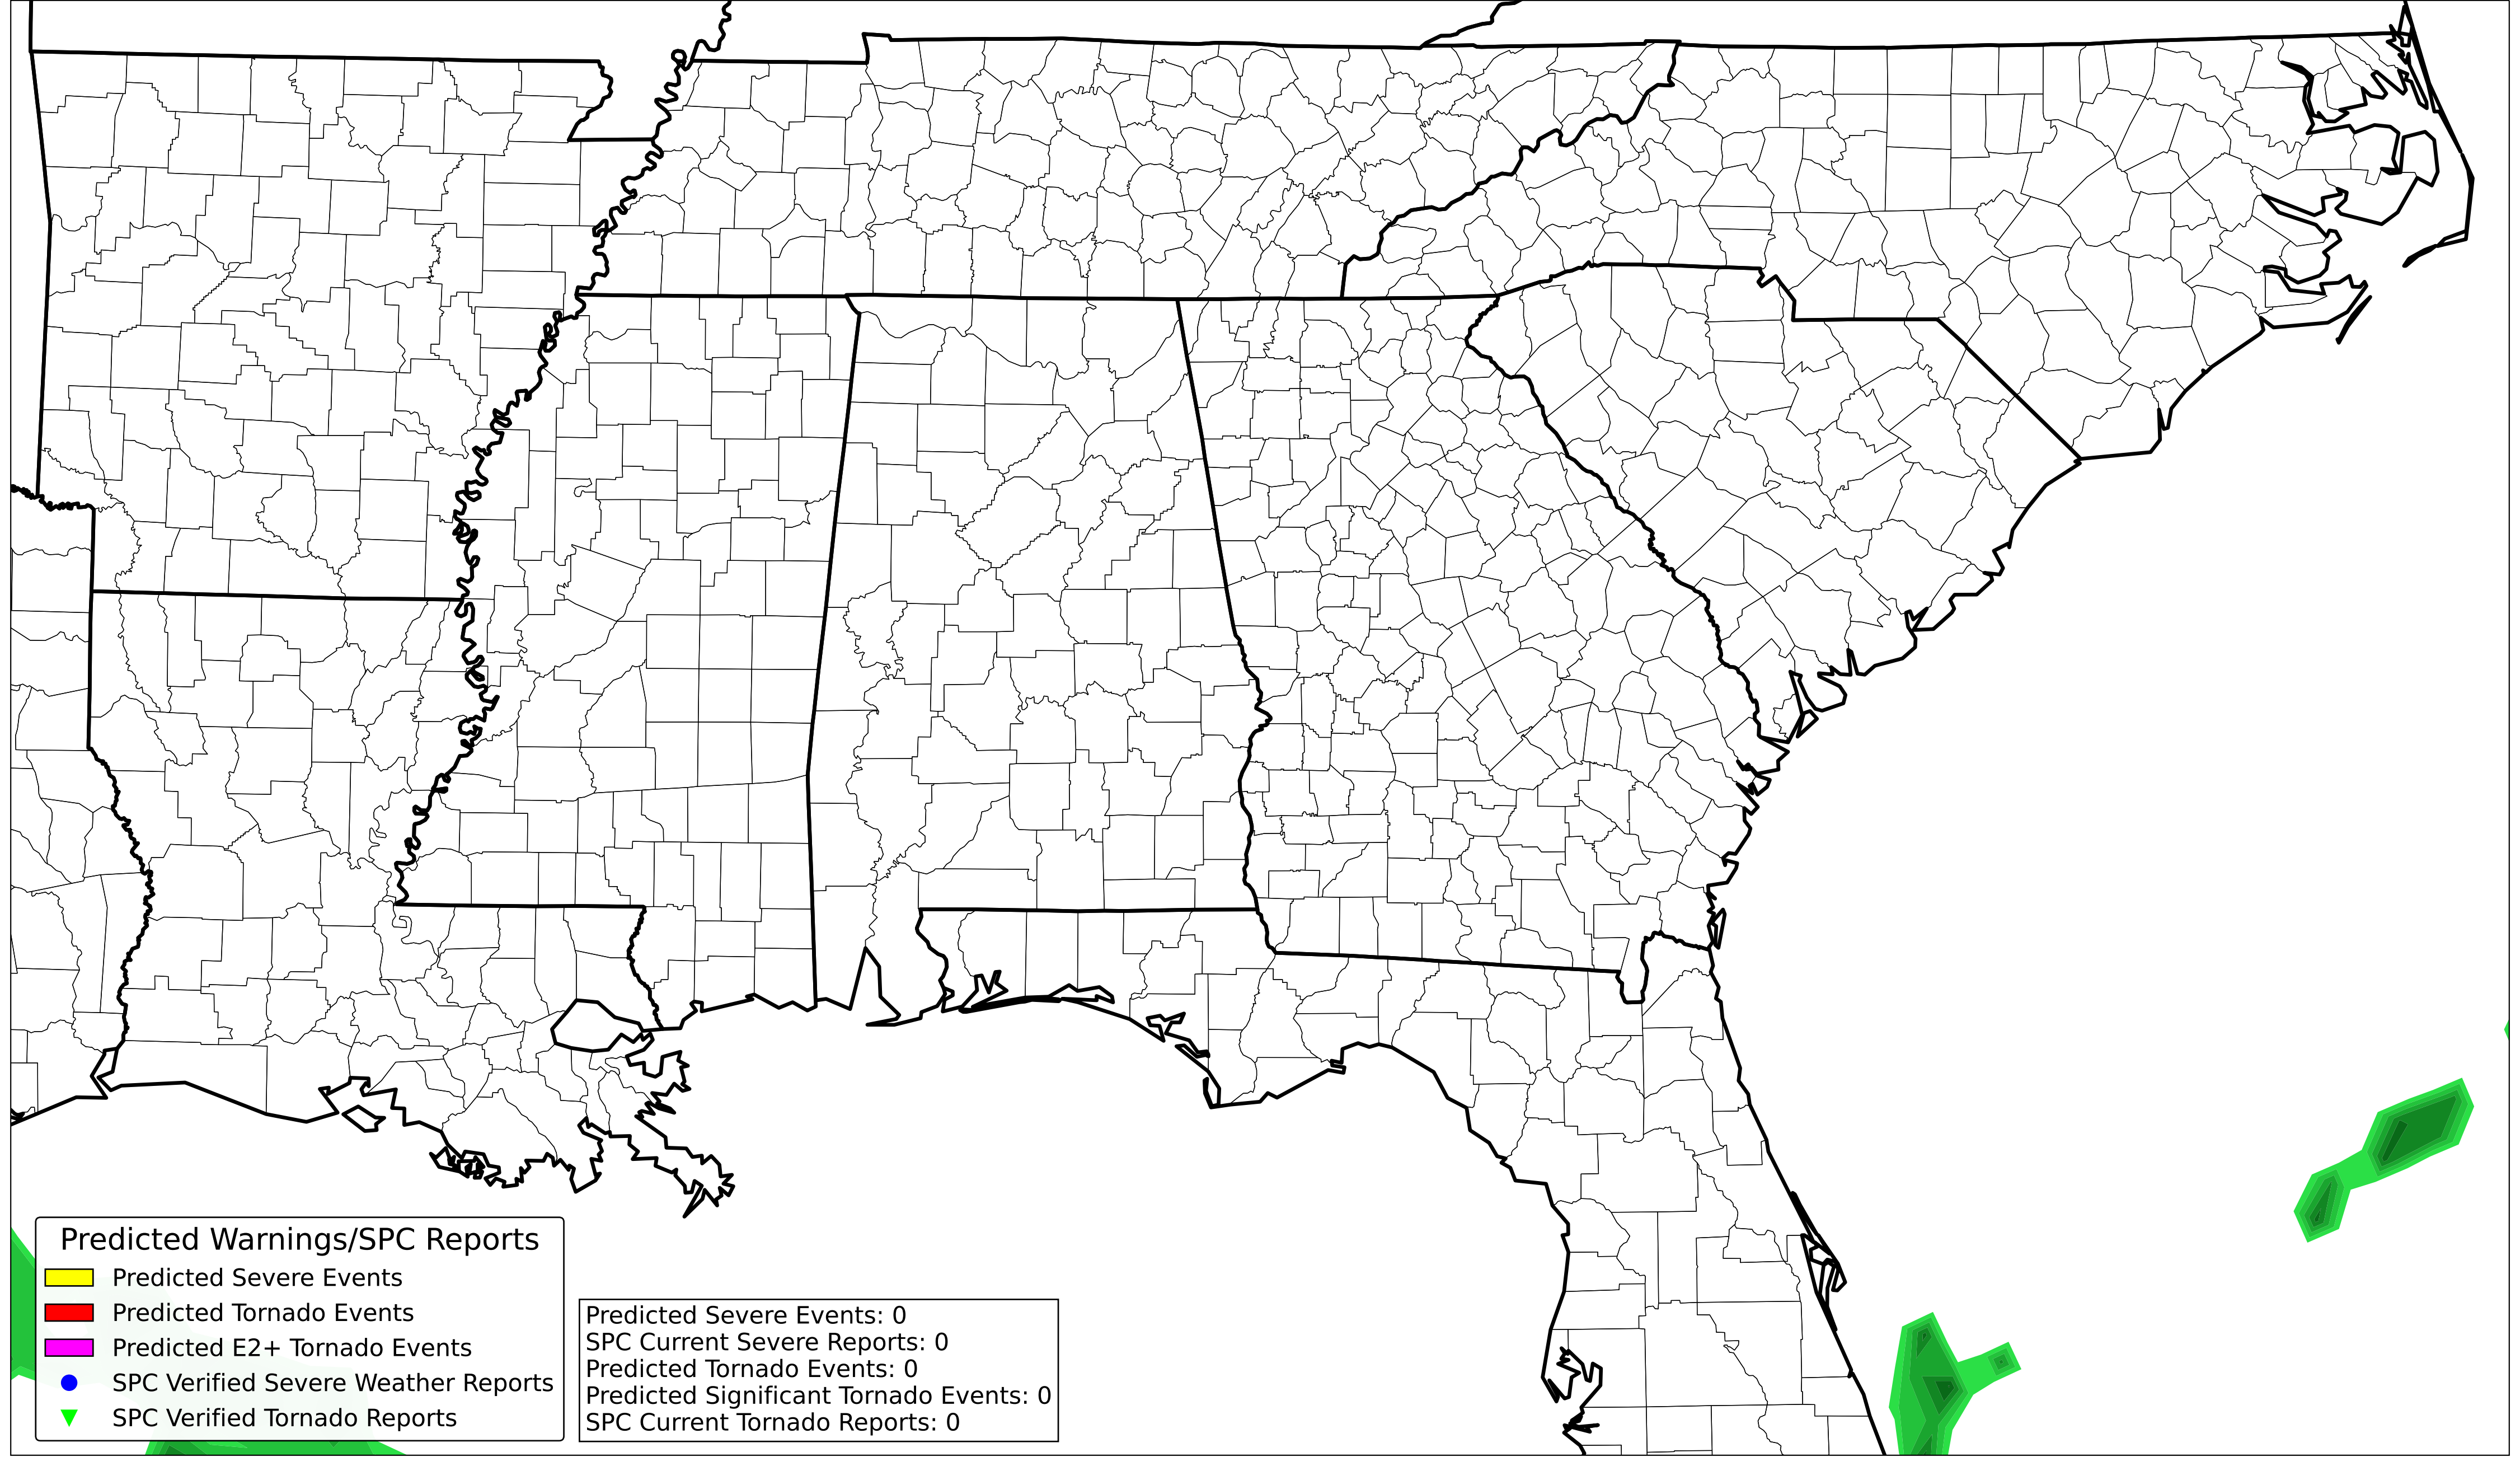 Predicted Warnings/SPC Reports
Predicted Severe Events
Predicted Tornado Events
Predicted E2+ Tornado Events
SPC Verified Severe Weather Reports
SPC Verified Tornado Reports
Predicted Severe Events: 0
SPC Current Severe Reports: 0
Predicted Tornado Events: 0
Predicted Significant Tornado Events: 0
SPC Current Tornado Reports: 0